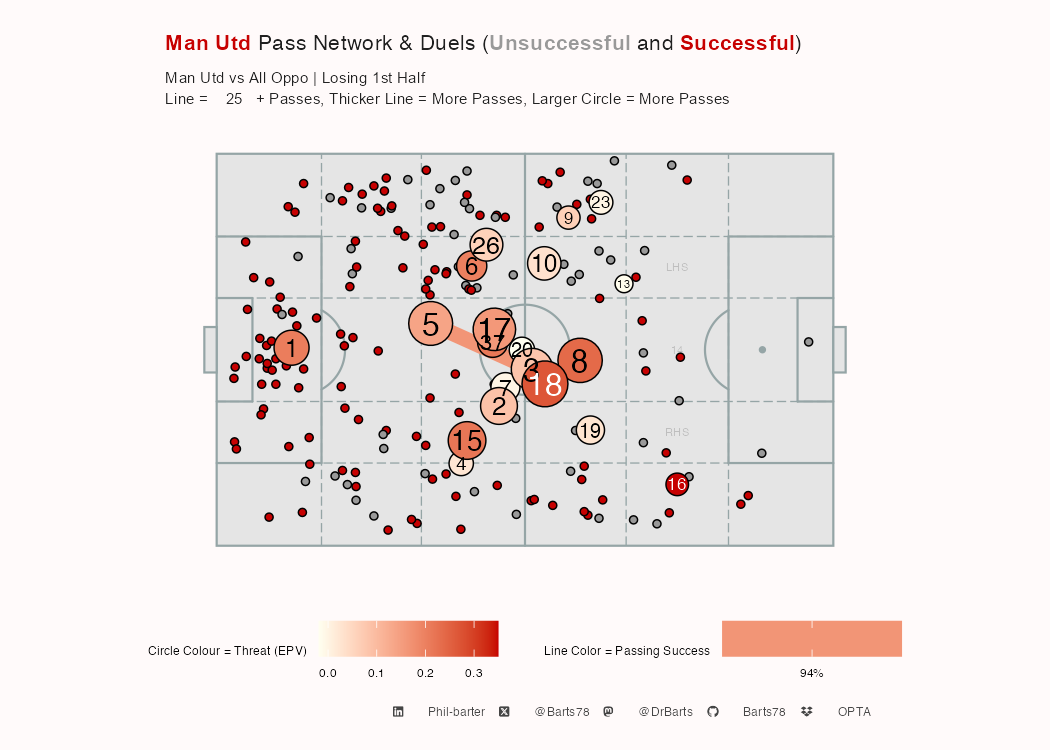 Man Utd Pass Network & Duels (Unsuccessful and Successful)
Man Utd vs All Oppo | Losing 1st Half
Line = 25 + Passes, Thicker Line = More Passes, Larger Circle = More Passes
23
9
26
6
10
LHS
13
5
17
37
1
20
14
3
8
18
7
2
19
RHS
15
4
16
Circle Colour = Threat (EPV)
0.0 0.1 0.2 0.3
Line Color = Passing Success
94%
Phil-barter @Barts78 @DrBarts Barts78 OPTA